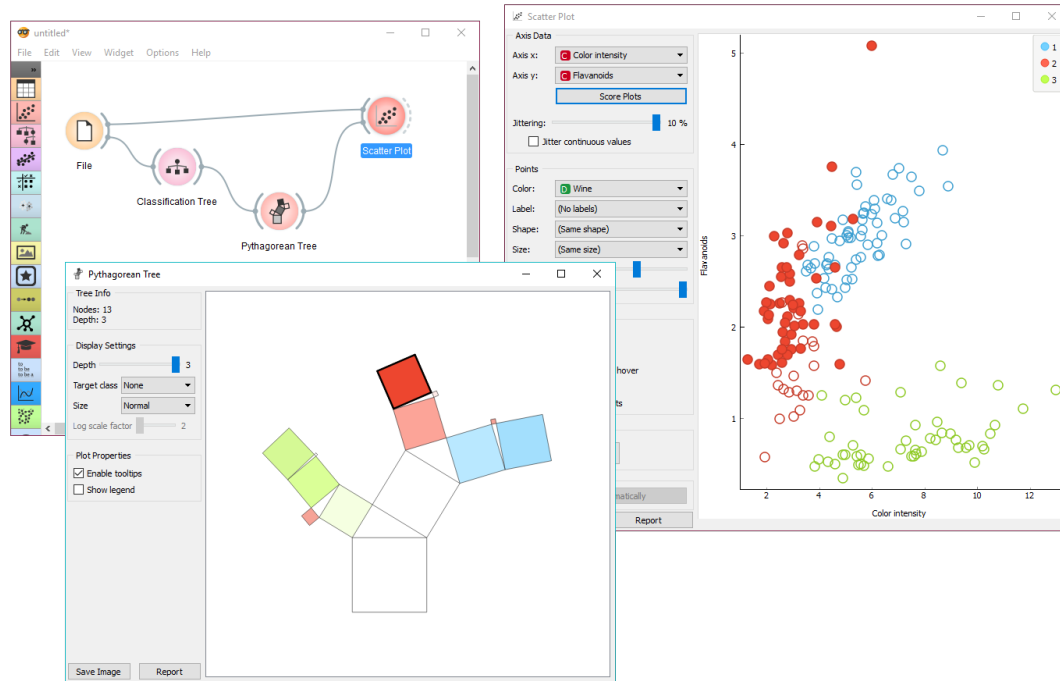 untitled*
File Edit View Widget Options Help
»
File
Classification Tree
Pythagorean Tree
Scatter Plot
Scatter Plot
Axis Data
Axis x: C Color intensity
Axis y: C Flavanoids
Score Plots
Jittering: 10 %
Jitter continuous values
Points
Color: D Wine
Label: (No labels)
Shape: (Same shape)
Size: (Same size)
hover
ts
matically
Report
1
2
3
5
4
3
2
1
Flavanoids
2 4 6 8 10 12
Color intensity
Pythagorean Tree
Tree Info
Nodes: 13
Depth: 3
Display Settings
Depth 3
Target class None
Size Normal
Log scale factor 2
Plot Properties
Enable tooltips
Show legend
Save Image Report